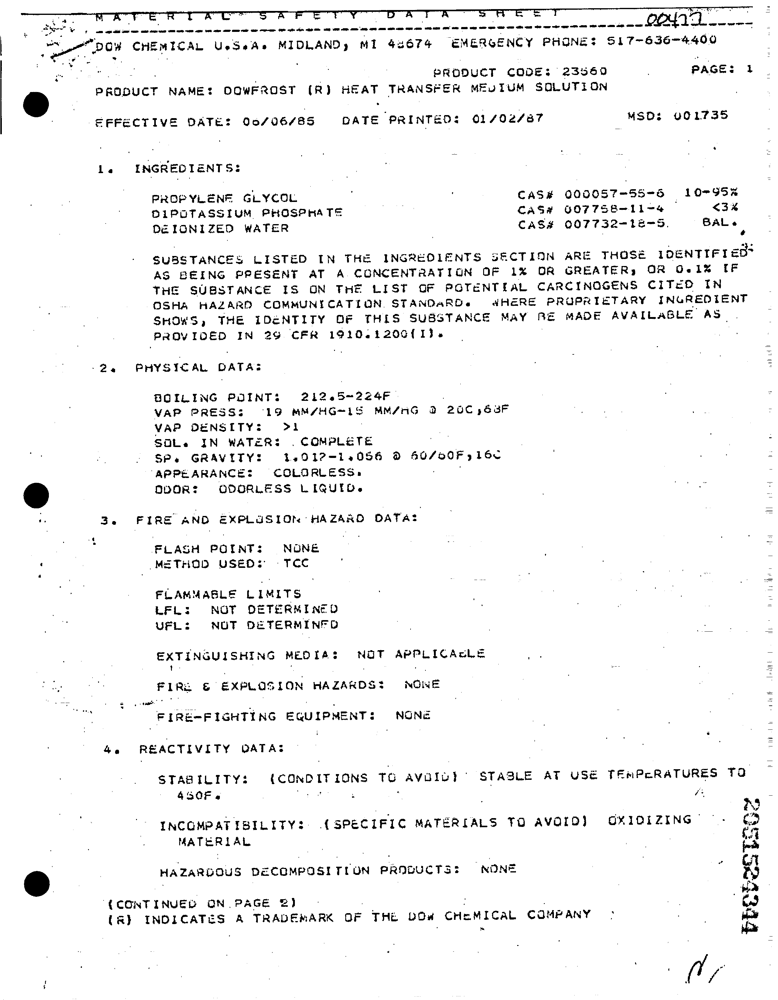 MATERIAL SAFETY DATA SHEET
00477
DOW CHEMICAL U.S.A. MIDLAND, MI 48674 EMERGENCY PHONE: 517-636-4400
PRODUCT CODE: 23560 PAGE: 1
PRODUCT NAME: DOWFROST (R) HEAT TRANSFER MEDIUM SOLUTION
EFFECTIVE DATE: 06/06/85 DATE PRINTED: 01/02/87 MSD: 001735
1. INGREDIENTS:
PROPYLENE GLYCOL CAS# 000057-55-6 10-95%
DIPOTASSIUM PHOSPHATE CAS# 007758-11-4 <3%
DEIONIZED WATER CAS# 007732-18-5 BAL.
SUBSTANCES LISTED IN THE INGREDIENTS SECTION ARE THOSE IDENTIFIED
AS BEING PRESENT AT A CONCENTRATION OF 1% OR GREATER, OR 0.1% IF
THE SUBSTANCE IS ON THE LIST OF POTENTIAL CARCINOGENS CITED IN
OSHA HAZARD COMMUNICATION STANDARD. WHERE PROPRIETARY INGREDIENT
SHOWS, THE IDENTITY OF THIS SUBSTANCE MAY BE MADE AVAILABLE AS
PROVIDED IN 29 CFR 1910.1200(I).
2. PHYSICAL DATA:
BOILING POINT: 212.5-224F
VAP PRESS: 19 MM/HG-15 MM/HG @ 20C,68F
VAP DENSITY: >1
SOL. IN WATER: COMPLETE
SP. GRAVITY: 1.012-1.056 @ 60/60F,16C
APPEARANCE: COLORLESS.
ODOR: ODORLESS LIQUID.
3. FIRE AND EXPLOSION HAZARD DATA:
FLASH POINT: NONE
METHOD USED: TCC
FLAMMABLE LIMITS
LFL: NOT DETERMINED
UFL: NOT DETERMINED
EXTINGUISHING MEDIA: NOT APPLICABLE
FIRE & EXPLOSION HAZARDS: NONE
FIRE-FIGHTING EQUIPMENT: NONE
4. REACTIVITY DATA:
STABILITY: (CONDITIONS TO AVOID) STABLE AT USE TEMPERATURES TO
450F.
INCOMPATIBILITY: (SPECIFIC MATERIALS TO AVOID) OXIDIZING
MATERIAL
HAZARDOUS DECOMPOSITION PRODUCTS: NONE
(CONTINUED ON PAGE 2)
(R) INDICATES A TRADEMARK OF THE DOW CHEMICAL COMPANY
2051524344